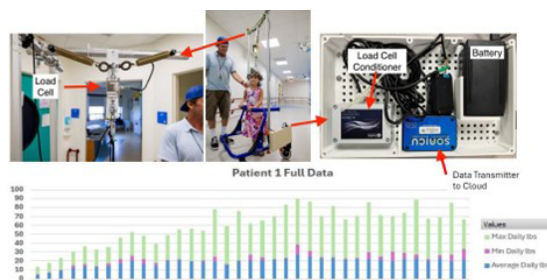 Load
Cell
Load Cell
Conditioner
Battery
SONICU
Data Transmitter
to Cloud
Patient 1 Full Data
100
90
80
70
60
50
40
30
20
10
0
Values
Max Daily lbs
Min Daily lbs
Average Daily lbs